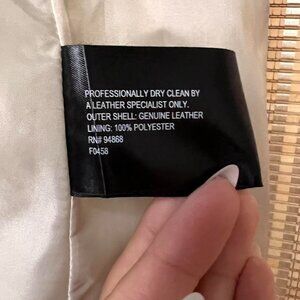 PROFESSIONALLY DRY CLEAN BY
A LEATHER SPECIALIST ONLY.
OUTER SHELL: GENUINE LEATHER
LINING: 100% POLYESTER
RN# 94868
F0458